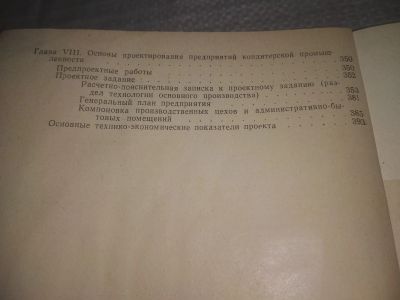 Глава VIII. Основы проектирования предприятий кондитерской промыш-
ленности . . . . . . . . . . . . . . . . 350
Предпроектные работы . . . . . . . . . . . . 350
Проектное задание . . . . . . . . . . . . . 352
Расчетно-пояснительная записка к проектному заданию (раз-
дел технологии основного производства) . . . . . . 353
Генеральный план предприятия . . . . . . . . . 381
Компоновка производственных цехов и административно-бы-
товых помещений . . . . . . . . . . . . 385
Основные технико-экономические показатели проекта . . . . . . 393